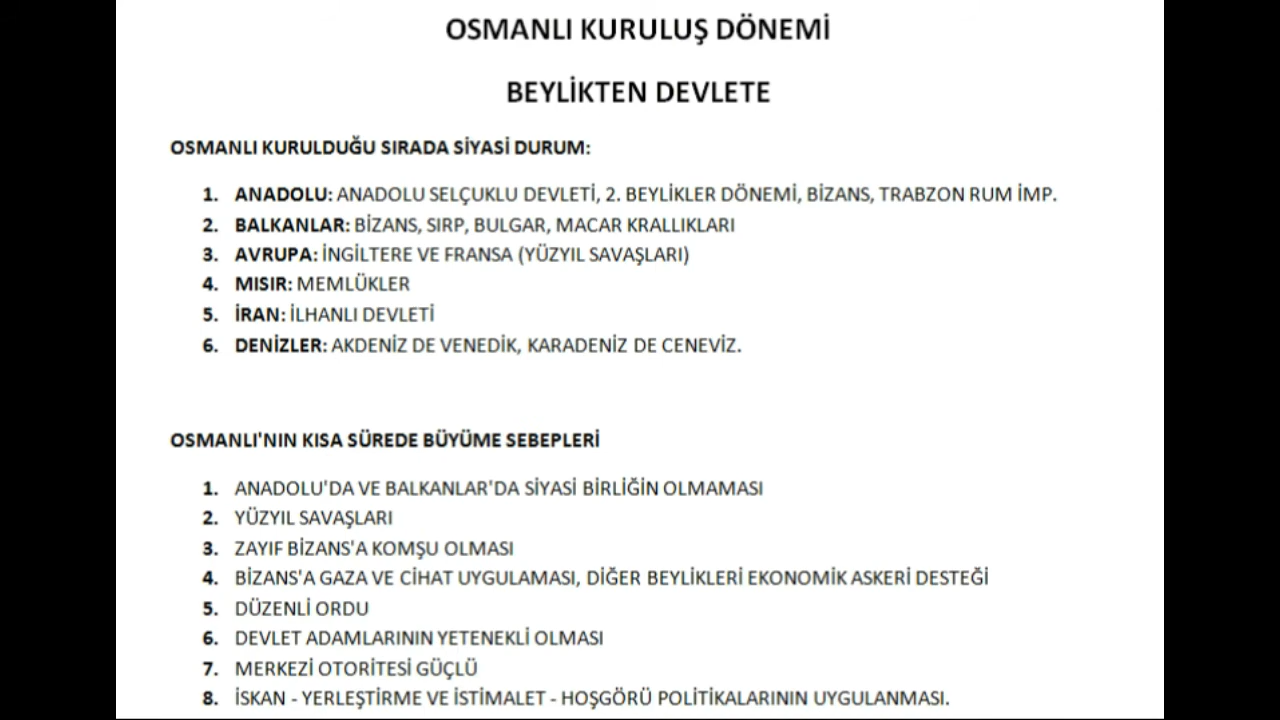 OSMANLI KURULUŞ DÖNEMİ
BEYLİKTEN DEVLETE
OSMANLI KURULDUĞU SIRADA SİYASİ DURUM:
1. ANADOLU: ANADOLU SELÇUKLU DEVLETİ, 2. BEYLİKLER DÖNEMİ, BİZANS, TRABZON RUM İMP.
2. BALKANLAR: BİZANS, SIRP, BULGAR, MACAR KRALLIKLARI
3. AVRUPA: İNGİLTERE VE FRANSA (YÜZYIL SAVAŞLARI)
4. MISIR: MEMLÜKLER
5. İRAN: İLHANLI DEVLETİ
6. DENİZLER: AKDENİZ DE VENEDİK, KARADENİZ DE CENEVİZ.
OSMANLI'NIN KISA SÜREDE BÜYÜME SEBEPLERİ
1. ANADOLU'DA VE BALKANLAR'DA SİYASİ BİRLİĞİN OLMAMASI
2. YÜZYIL SAVAŞLARI
3. ZAYIF BİZANS'A KOMŞU OLMASI
4. BİZANS'A GAZA VE CİHAT UYGULAMASI, DİĞER BEYLİKLERİ EKONOMİK ASKERİ DESTEĞİ
5. DÜZENLİ ORDU
6. DEVLET ADAMLARININ YETENEKLİ OLMASI
7. MERKEZİ OTORİTESİ GÜÇLÜ
8. İSKAN - YERLEŞTİRME VE İSTİMALET - HOŞGÖRÜ POLİTİKALARININ UYGULANMASI.